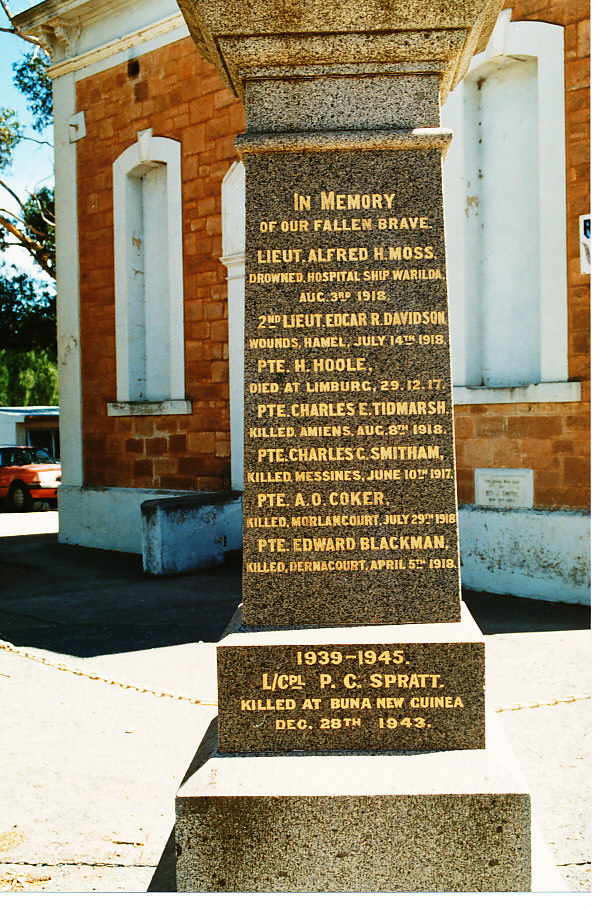 IN MEMORY
OF OUR FALLEN BRAVE.
LIEUT. ALFRED H. MOSS.
DROWNED, HOSPITAL SHIP WARILDA,
AUG. 3RD 1918.
2ND LIEUT. EDGAR R. DAVIDSON,
WOUNDS, HAMEL, JULY 14TH 1918.
PTE. H. HOOLE,
DIED AT LIMBURG, 29.12.17.
PTE. CHARLES E. TIDMARSH,
KILLED, AMIENS, AUG. 8TH 1918.
PTE. CHARLES G. SMITHAM,
KILLED, MESSINES, JUNE 10TH 1917.
PTE. A. O. COKER,
KILLED, MORLANCOURT, JULY 29TH 1918
PTE. EDWARD BLACKMAN,
KILLED, DERNACOURT, APRIL 5TH 1918.
1939-1945.
L/CPL P. C. SPRATT.
KILLED AT BUNA NEW GUINEA
DEC. 28TH 1943.